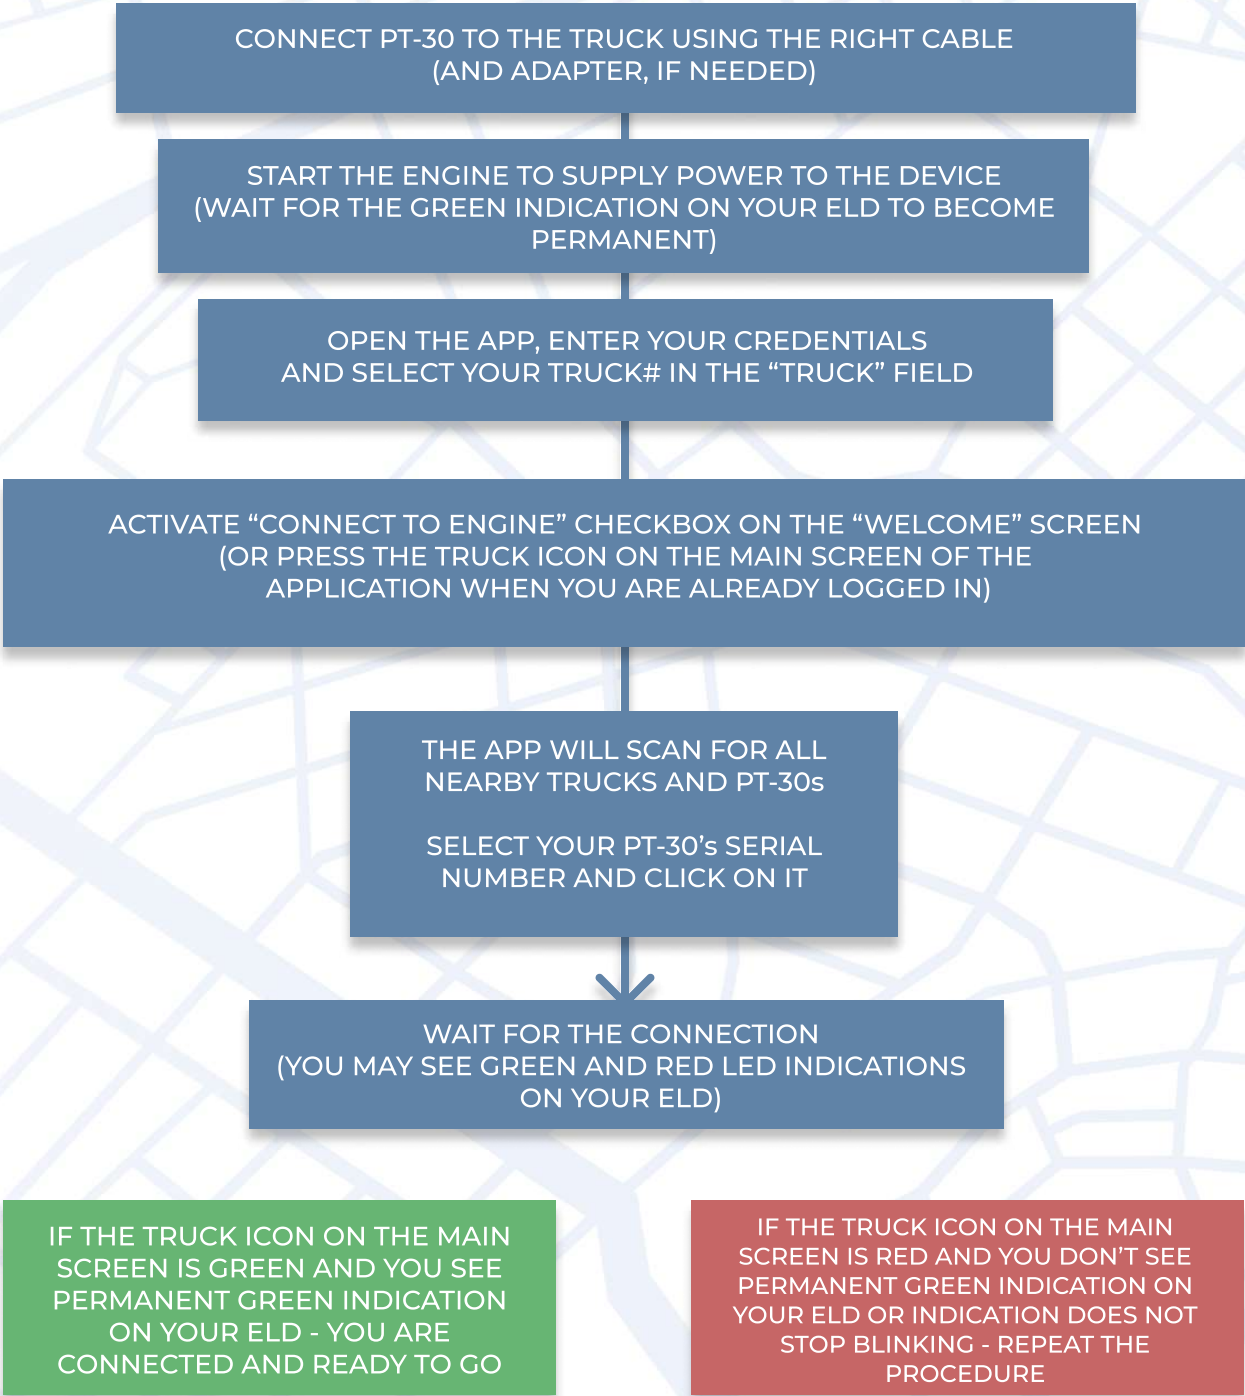 CONNECT PT-30 TO THE TRUCK USING THE RIGHT CABLE
(AND ADAPTER, IF NEEDED)
START THE ENGINE TO SUPPLY POWER TO THE DEVICE
(WAIT FOR THE GREEN INDICATION ON YOUR ELD TO BECOME
PERMANENT)
OPEN THE APP, ENTER YOUR CREDENTIALS
AND SELECT YOUR TRUCK# IN THE “TRUCK” FIELD
ACTIVATE “CONNECT TO ENGINE” CHECKBOX ON THE “WELCOME” SCREEN
(OR PRESS THE TRUCK ICON ON THE MAIN SCREEN OF THE
APPLICATION WHEN YOU ARE ALREADY LOGGED IN)
THE APP WILL SCAN FOR ALL
NEARBY TRUCKS AND PT-30s
SELECT YOUR PT-30’s SERIAL
NUMBER AND CLICK ON IT
WAIT FOR THE CONNECTION
(YOU MAY SEE GREEN AND RED LED INDICATIONS
ON YOUR ELD)
IF THE TRUCK ICON ON THE MAIN
SCREEN IS GREEN AND YOU SEE
PERMANENT GREEN INDICATION
ON YOUR ELD - YOU ARE
CONNECTED AND READY TO GO
IF THE TRUCK ICON ON THE MAIN
SCREEN IS RED AND YOU DON’T SEE
PERMANENT GREEN INDICATION ON
YOUR ELD OR INDICATION DOES NOT
STOP BLINKING - REPEAT THE
PROCEDURE